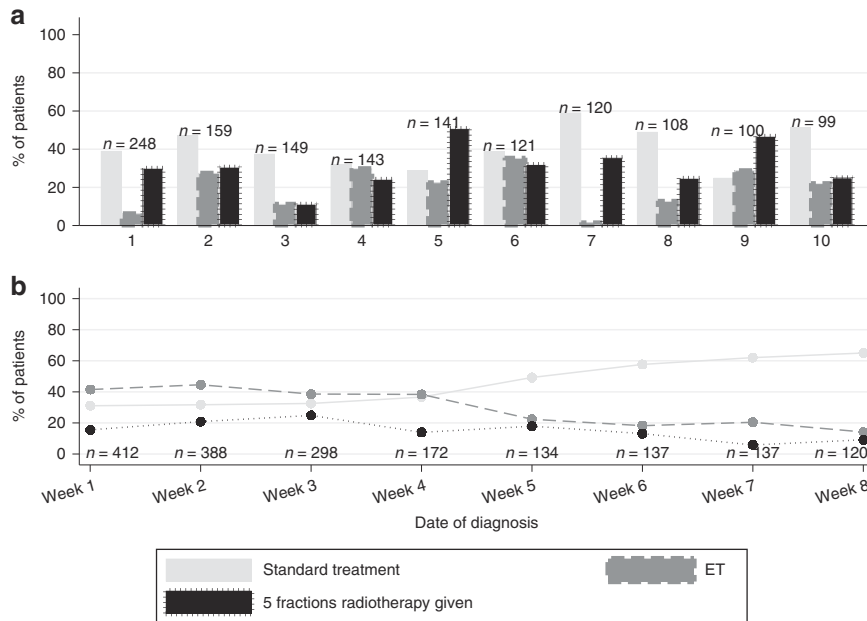 a
100
80
60
40
20
0
% of patients
n = 248
n = 159
n = 149
n = 143
n = 141
n = 121
n = 120
n = 108
n = 100
n = 99
1 2 3 4 5 6 7 8 9 10
b
100
80
60
40
20
0
% of patients
n = 412 n = 388 n = 298 n = 172 n = 134 n = 137 n = 137 n = 120
Week 1 Week 2 Week 3 Week 4 Week 5 Week 6 Week 7 Week 8
Date of diagnosis
Standard treatment ET
5 fractions radiotherapy given